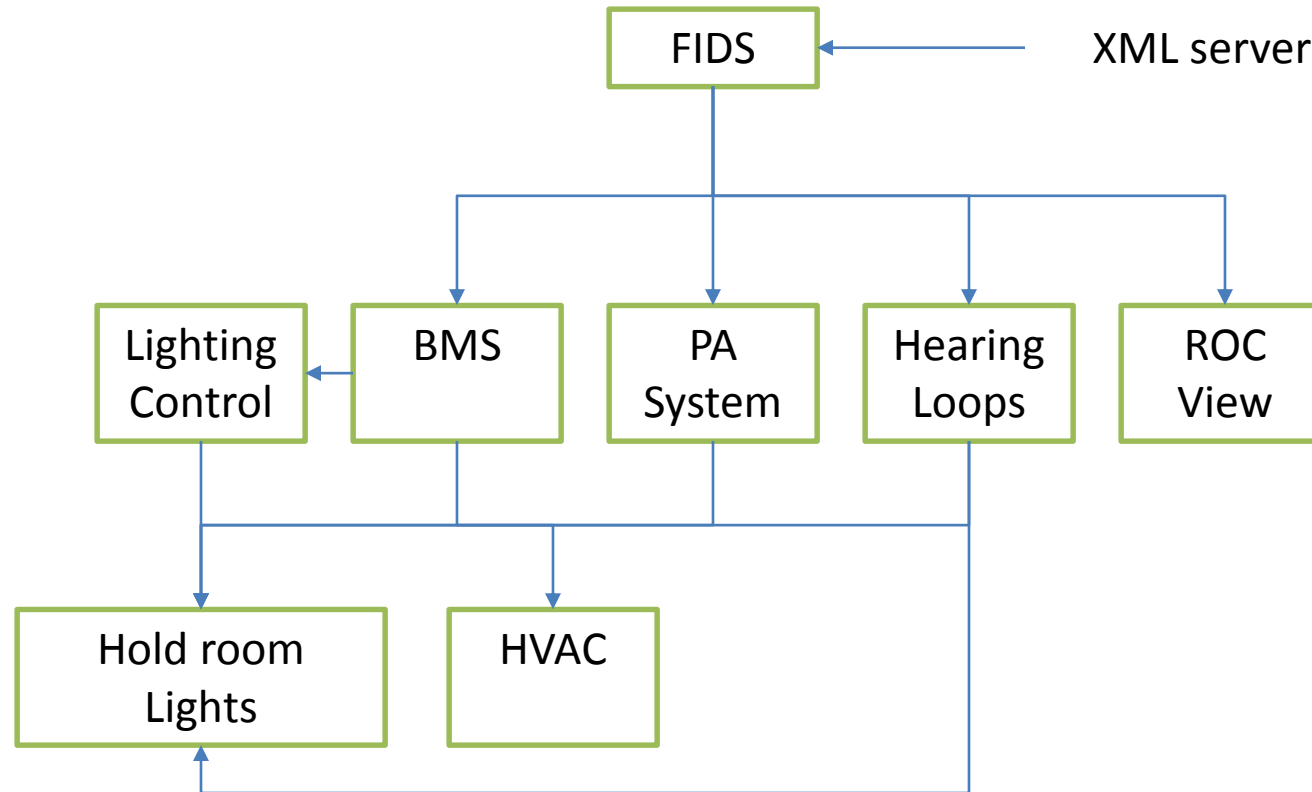 FIDS
XML server
Lighting
Control
BMS
PA
System
Hearing
Loops
ROC
View
Hold room
Lights
HVAC